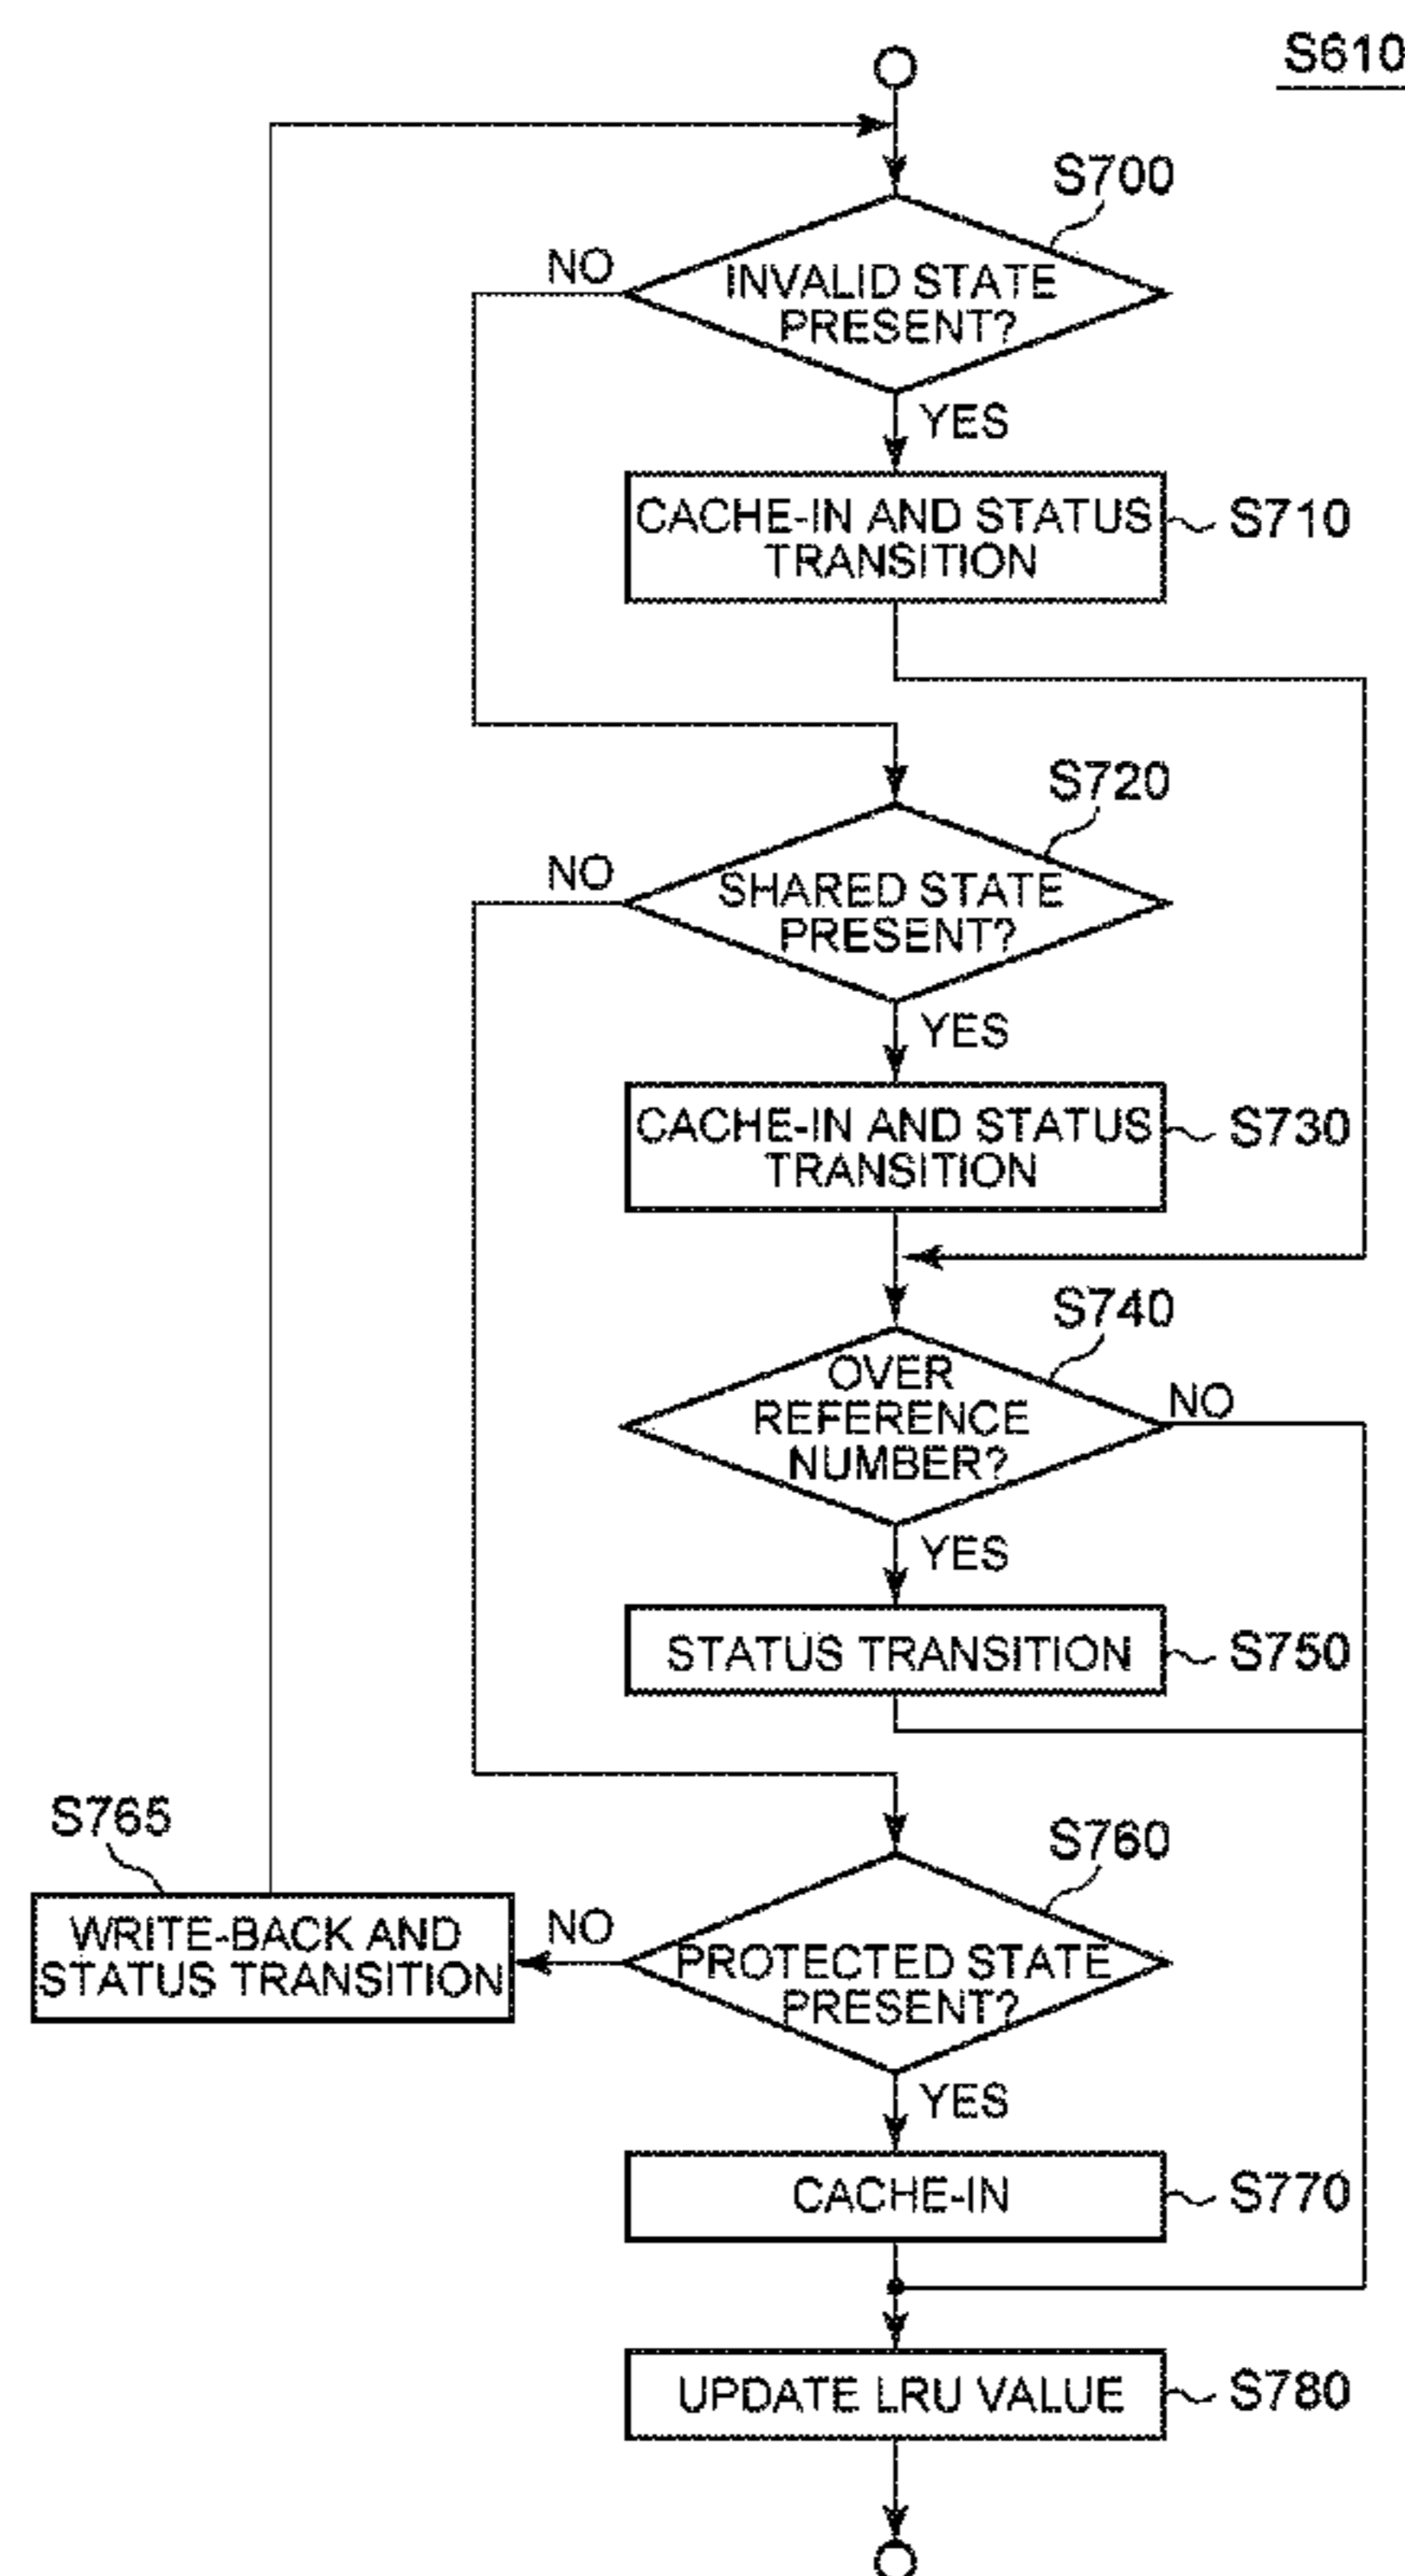 S610
S700
NO
INVALID STATE
PRESENT?
YES
CACHE-IN AND STATUS
TRANSITION
S710
S720
NO
SHARED STATE
PRESENT?
YES
CACHE-IN AND STATUS
TRANSITION
S730
S740
OVER
REFERENCE
NUMBER?
NO
YES
STATUS TRANSITION
S750
S765
S760
WRITE-BACK AND
STATUS TRANSITION
NO
PROTECTED STATE
PRESENT?
YES
CACHE-IN
S770
UPDATE LRU VALUE
S780